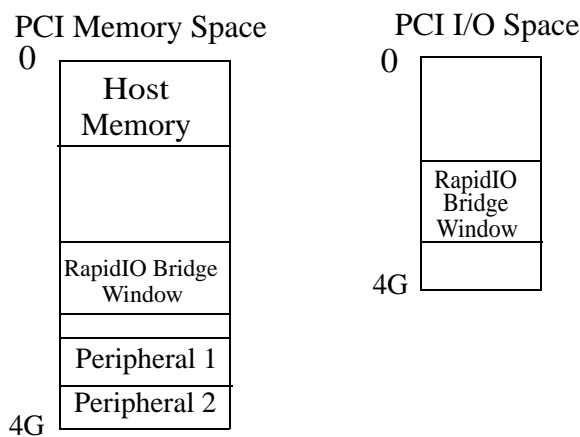 PCI Memory Space
0
Host
Memory
RapidIO Bridge
Window
Peripheral 1
Peripheral 2
4G
PCI I/O Space
0
RapidIO
Bridge
Window
4G